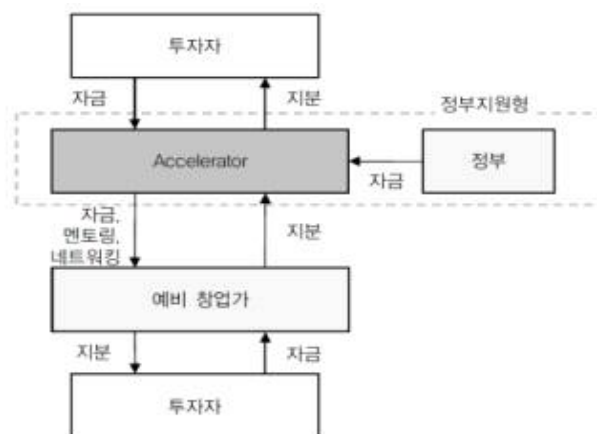 투자자
자금
지분
정부지원형
Accelerator
정부
자금
자금,
멘토링,
네트워킹
지분
예비 창업가
지분
자금
투자자